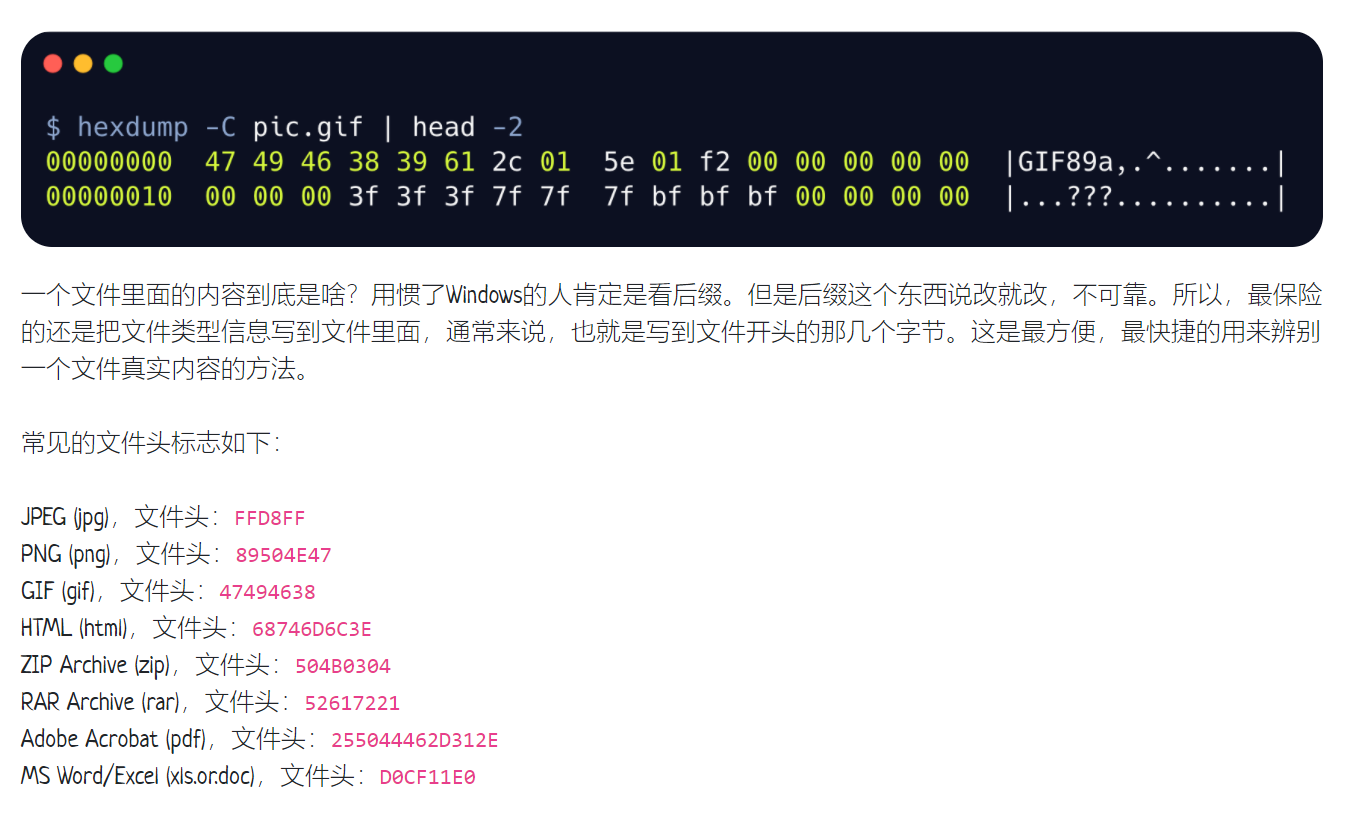 $ hexdump -C pic.gif | head -2
00000000  47 49 46 38 39 61 2c 01  5e 01 f2 00 00 00 00 00  |GIF89a,.^.......|
00000010  00 00 00 3f 3f 3f 7f 7f  7f bf bf bf 00 00 00 00  |...???..........|
一个文件里面的内容到底是啥？用惯了Windows的人肯定是看后缀。但是后缀这个东西说改就改，不可靠。所以，最保险
的还是把文件类型信息写到文件里面，通常来说，也就是写到文件开头的那几个字节。这是最方便，最快捷的用来辨别
一个文件真实内容的方法。
常见的文件头标志如下：
JPEG (jpg)，文件头：FFD8FF
PNG (png)，文件头：89504E47
GIF (gif)，文件头：47494638
HTML (html)，文件头：68746D6C3E
ZIP Archive (zip)，文件头：504B0304
RAR Archive (rar)，文件头：52617221
Adobe Acrobat (pdf)，文件头：255044462D312E
MS Word/Excel (xls.or.doc)，文件头：D0CF11E0